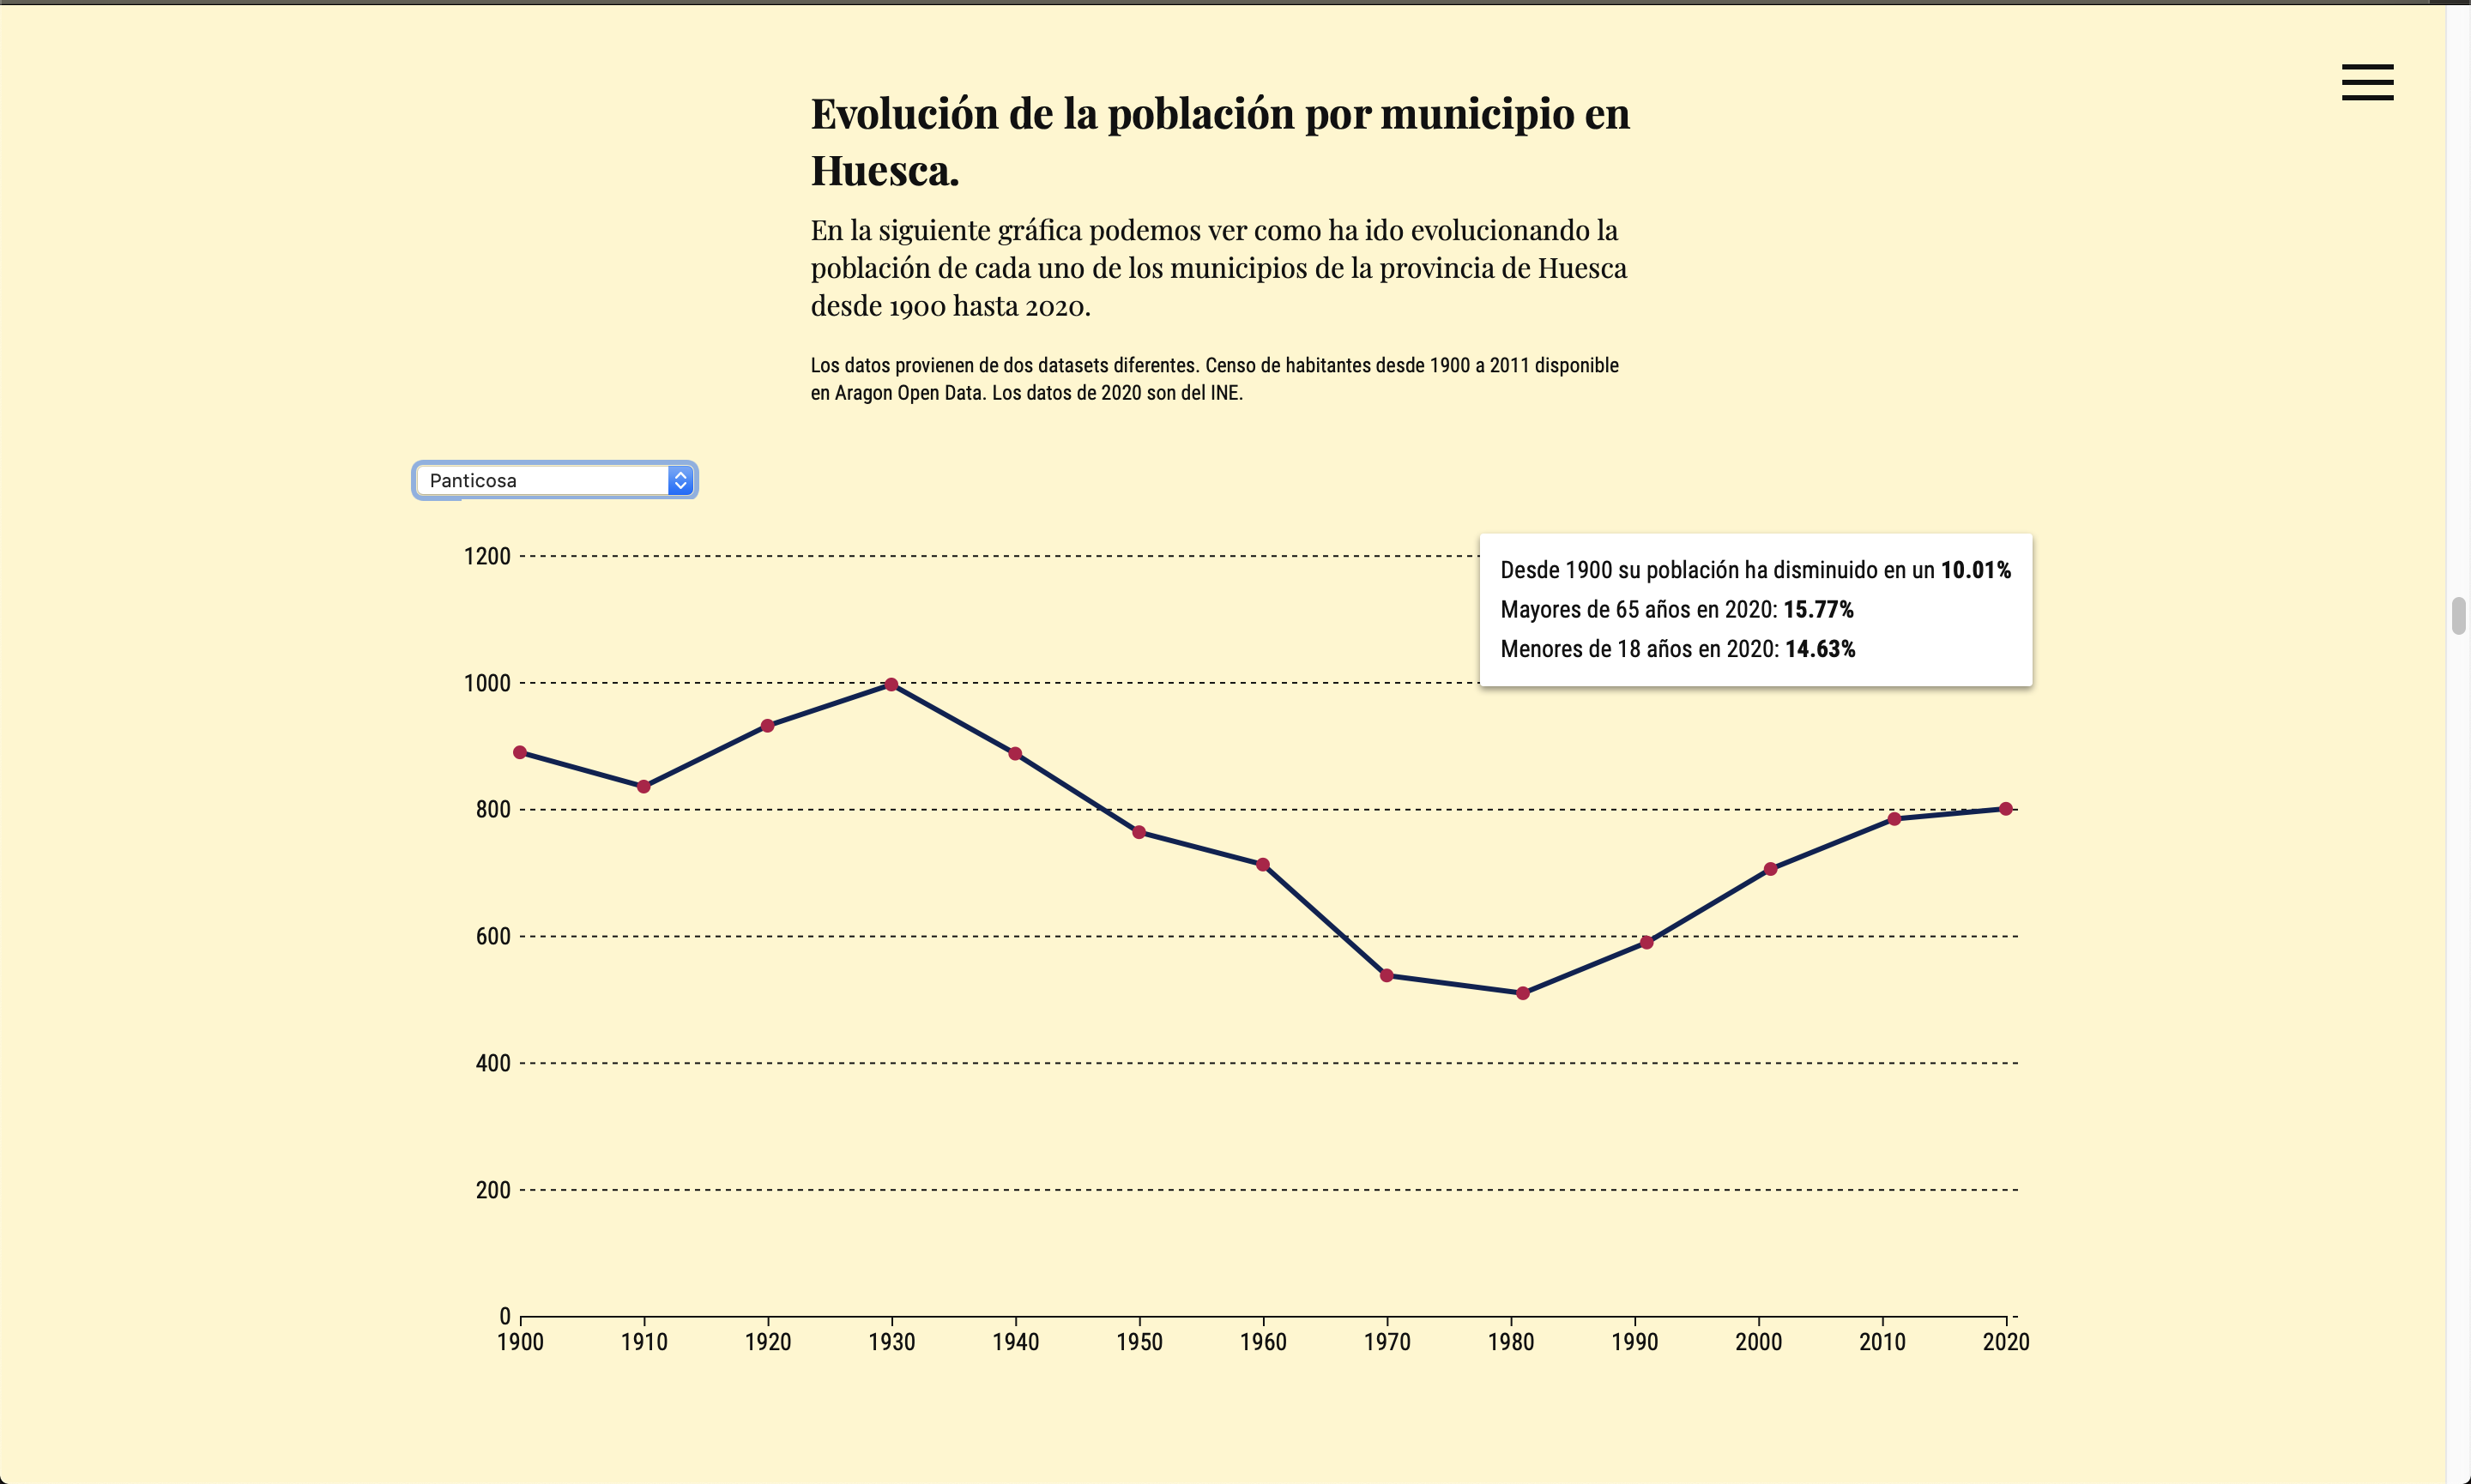 Evolución de la población por municipio en
Huesca.
En la siguiente gráfica podemos ver como ha ido evolucionando la
población de cada uno de los municipios de la provincia de Huesca
desde 1900 hasta 2020.
Los datos provienen de dos datasets diferentes. Censo de habitantes desde 1900 a 2011 disponible
en Aragon Open Data. Los datos de 2020 son del INE.
Panticosa
Desde 1900 su población ha disminuido en un 10.01%
Mayores de 65 años en 2020: 15.77%
Menores de 18 años en 2020: 14.63%
1200
1000
800
600
400
200
0
1900 1910 1920 1930 1940 1950 1960 1970 1980 1990 2000 2010 2020